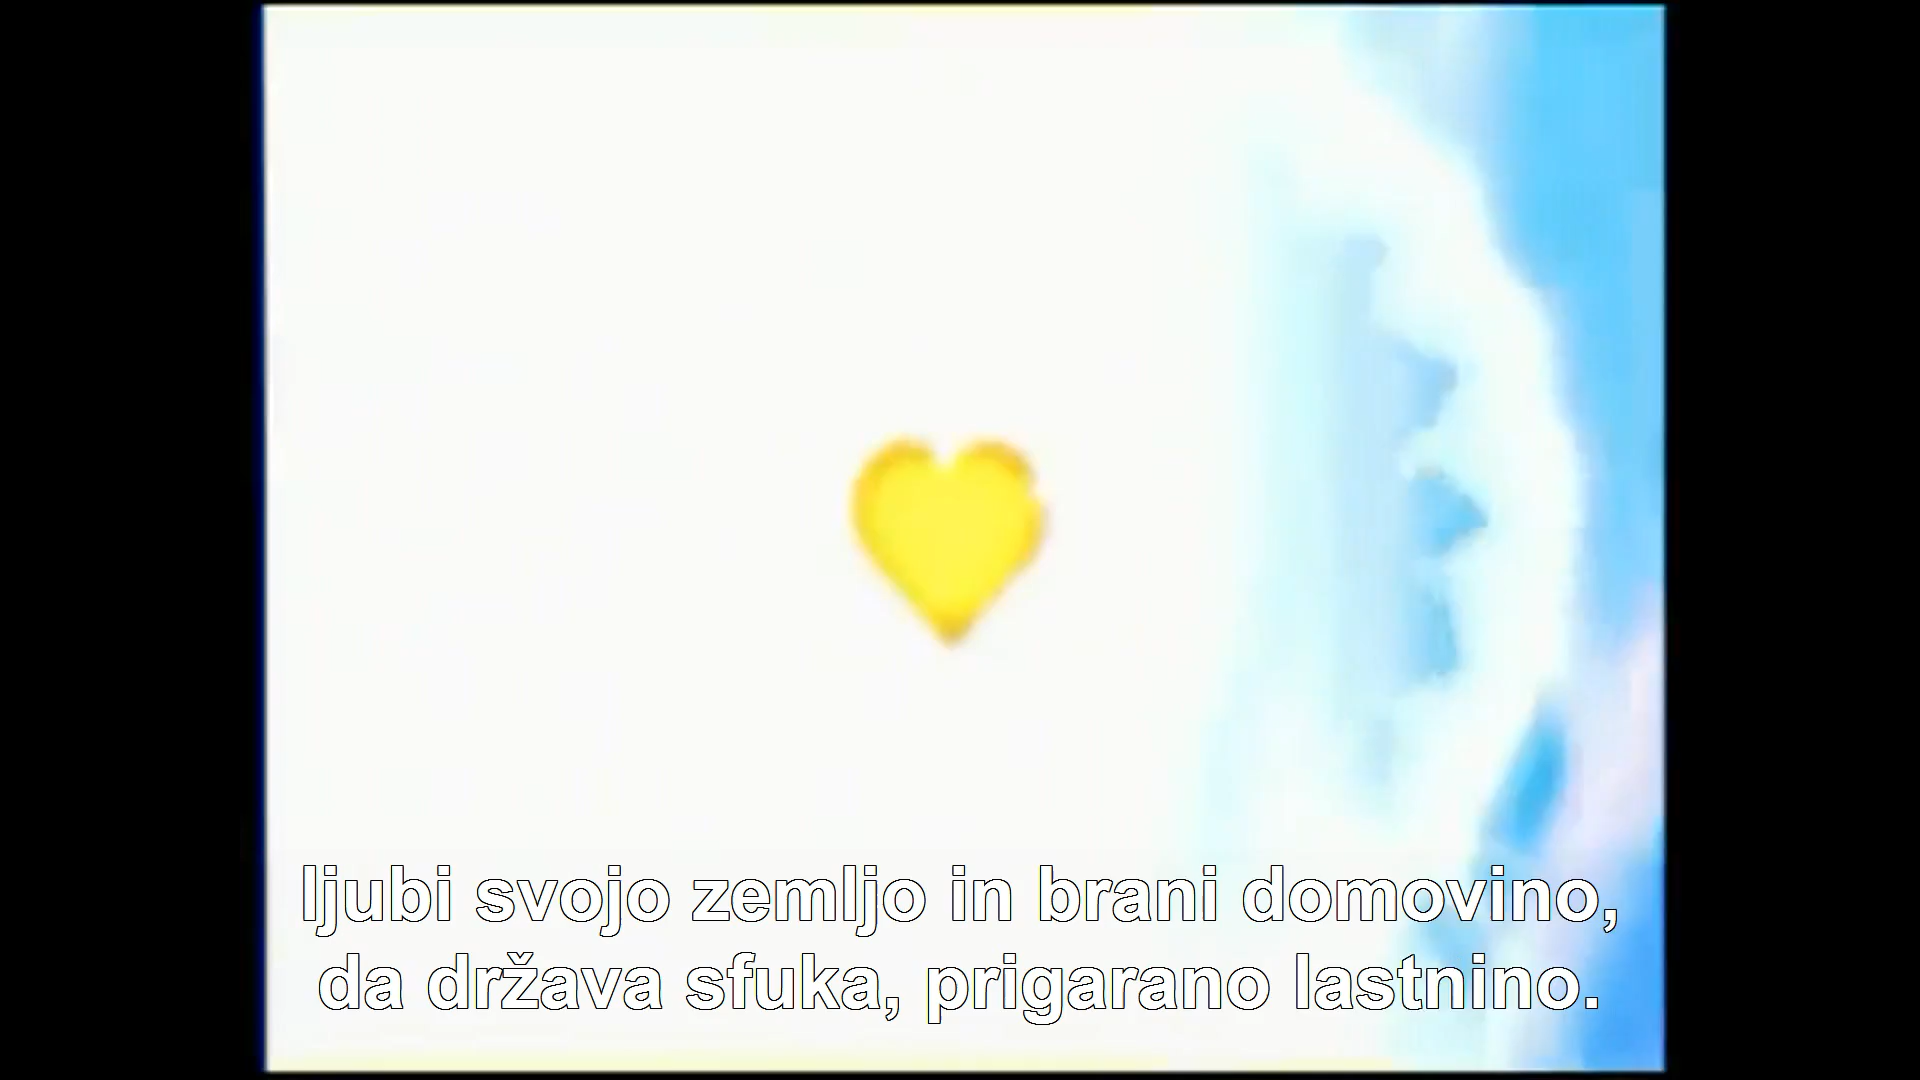 ljubi svojo zemljo in brani domovino,
da država sfuka, prigarano lastnino.